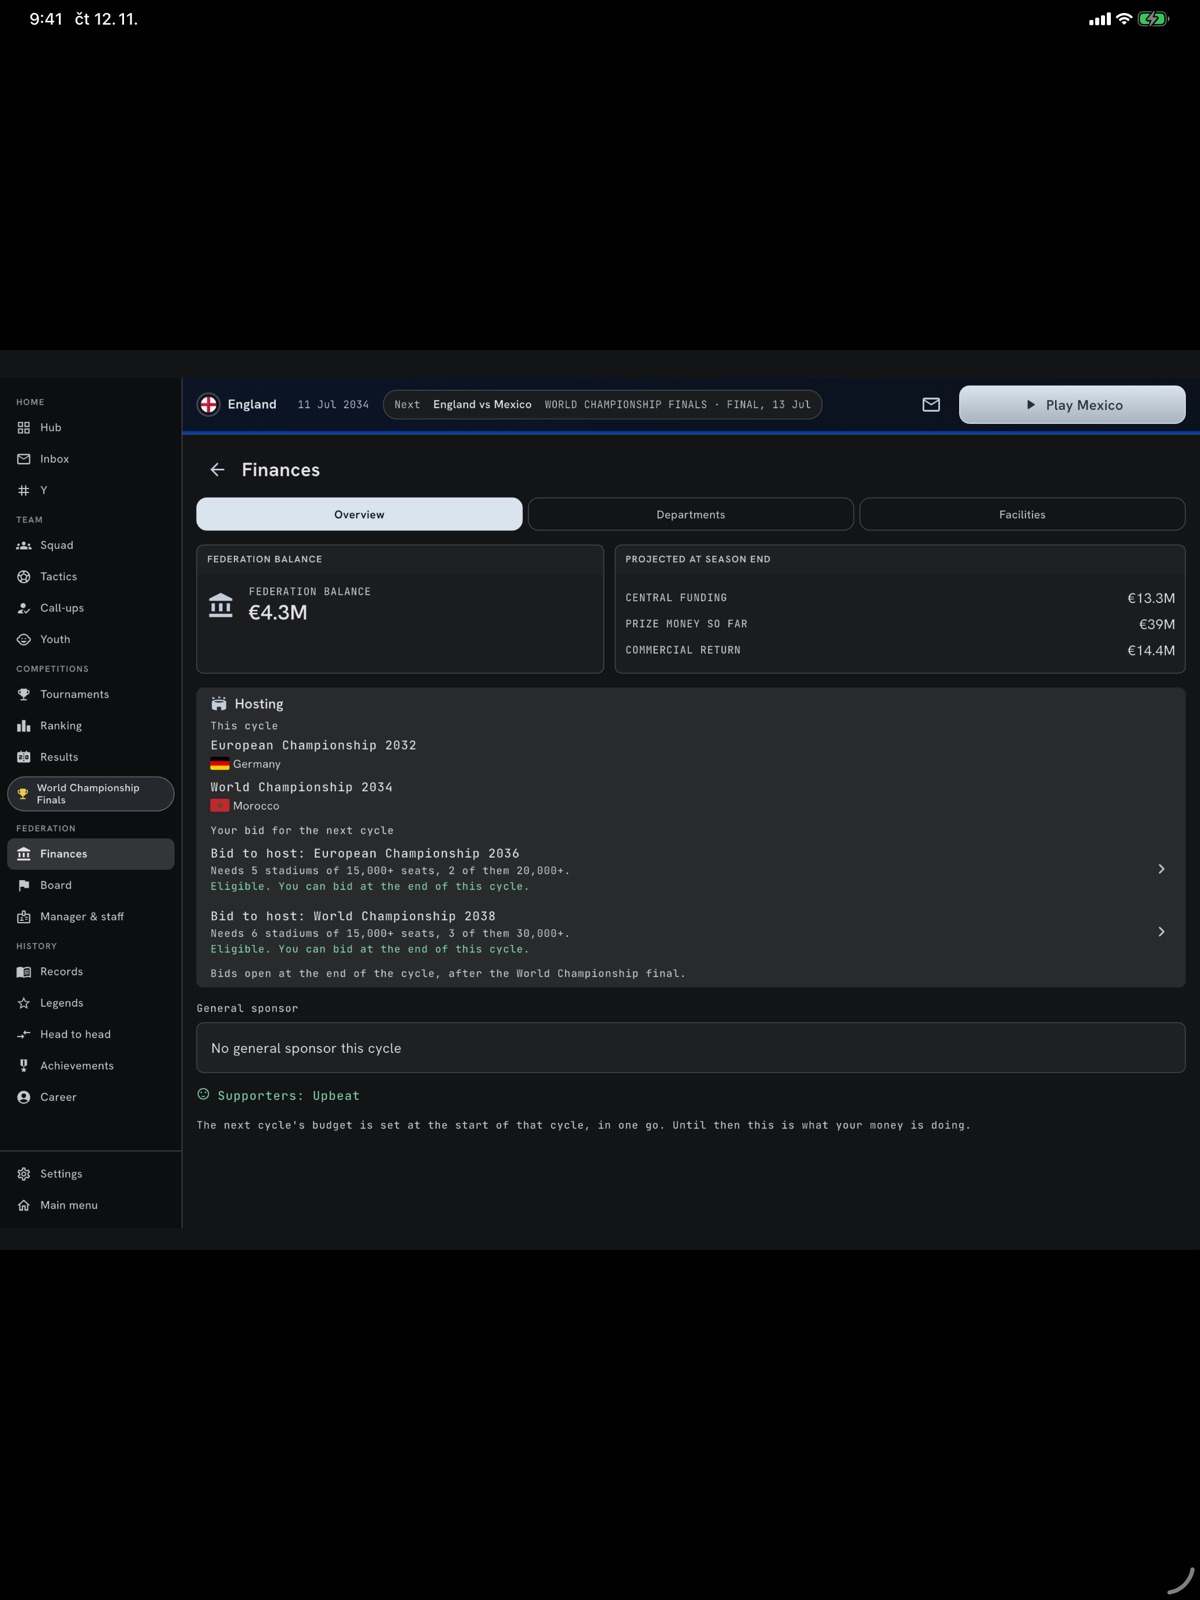 9:41 čt 12. 11.
HOME
Hub
Inbox
Y
TEAM
Squad
Tactics
Call-ups
Youth
COMPETITIONS
Tournaments
Ranking
Results
World Championship
Finals
FEDERATION
Finances
Board
Manager & staff
HISTORY
Records
Legends
Head to head
Achievements
Career
Settings
Main menu
England 11 Jul 2034 Next England vs Mexico WORLD CHAMPIONSHIP FINALS · FINAL, 13 Jul Play Mexico
Finances
Overview Departments Facilities
FEDERATION BALANCE
FEDERATION BALANCE
€4.3M
PROJECTED AT SEASON END
CENTRAL FUNDING €13.3M
PRIZE MONEY SO FAR €39M
COMMERCIAL RETURN €14.4M
Hosting
This cycle
European Championship 2032
Germany
World Championship 2034
Morocco
Your bid for the next cycle
Bid to host: European Championship 2036
Needs 5 stadiums of 15,000+ seats, 2 of them 20,000+.
Eligible. You can bid at the end of this cycle.
Bid to host: World Championship 2038
Needs 6 stadiums of 15,000+ seats, 3 of them 30,000+.
Eligible. You can bid at the end of this cycle.
Bids open at the end of the cycle, after the World Championship final.
General sponsor
No general sponsor this cycle
Supporters: Upbeat
The next cycle's budget is set at the start of that cycle, in one go. Until then this is what your money is doing.